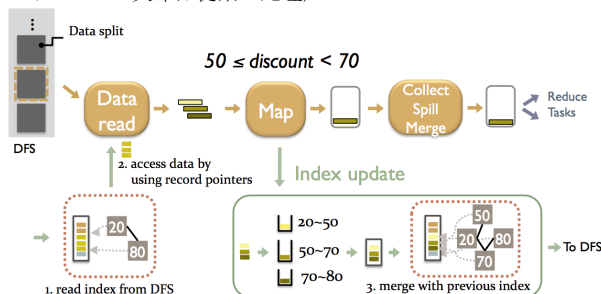 Data split
50 ≤ discount < 70
Data
read
Map
Collect
Spill
Merge
Reduce
Tasks
DFS
2. access data by
using record pointers
Index update
20
80
1. read index from DFS
20~50
50~70
70~80
50
20
80
70
3. merge with previous index
To DFS